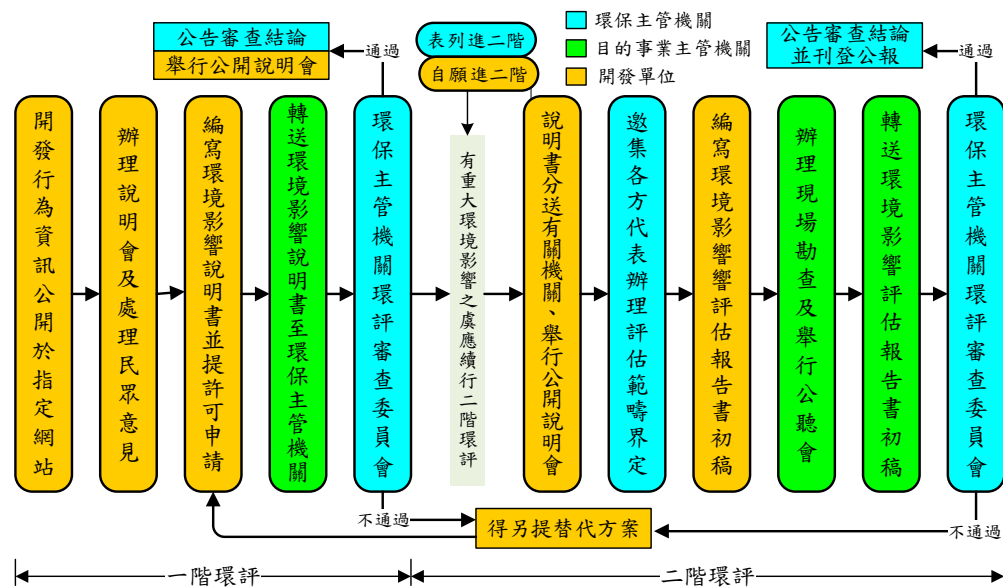 公告審查結論
舉行公開說明會
通過
表列進二階
自願進二階
環保主管機關
目的事業主管機關
開發單位
公告審查結論
並刊登公報
通過
開發行為資訊公開於指定網站
辦理說明會及處理民眾意見
編寫環境影響說明書並提許可申請
轉送環境影響說明書至環保主管機關
環保主管機關環評審查委員會
有重大環境影響之虞應續行二階環評
說明書分送有關機關、舉行公開說明會
邀集各方代表辦理評估範疇界定
編寫環境影響響評估報告書初稿
辦理現場勘查及舉行公聽會
轉送環境影響評估報告書初稿
環保主管機關環評審查委員會
不通過
得另提替代方案
不通過
一階環評
二階環評